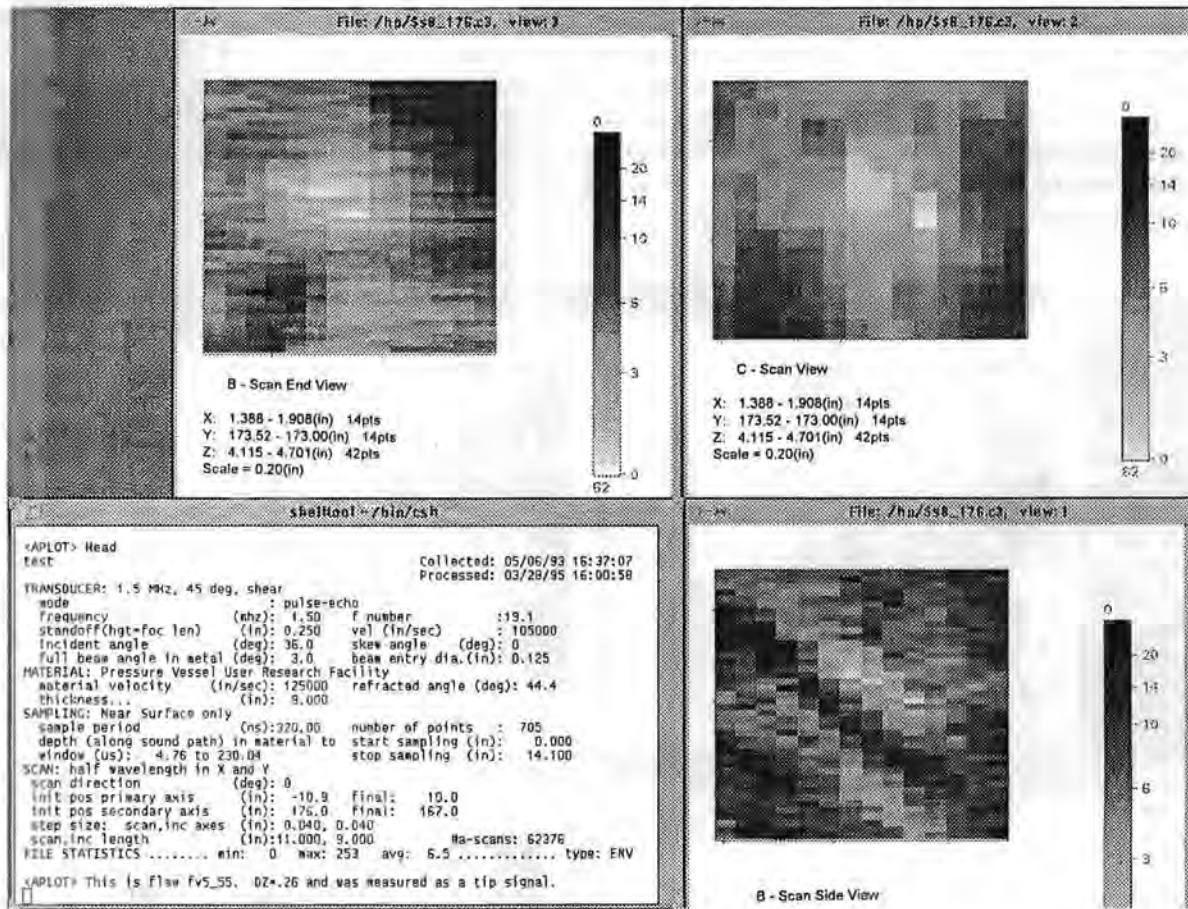 File: /hp/$s8_176.c3, view: 3
0
20
14
10
6
3
0
62
B - Scan End View
X: 1.388 - 1.908(in) 14pts
Y: 173.52 - 173.00(in) 14pts
Z: 4.115 - 4.701(in) 42pts
Scale = 0.20(in)
File: /hp/$s8_176.c3, view: 2
0
20
14
10
6
3
0
62
C - Scan View
X: 1.388 - 1.908(in) 14pts
Y: 173.52 - 173.00(in) 14pts
Z: 4.115 - 4.701(in) 42pts
Scale = 0.20(in)
shelltool - /bin/csh
<APLOT> Head
test Collected: 05/06/93 16:37:07
Processed: 03/28/95 16:00:58
TRANSDUCER: 1.5 MHz, 45 deg, shear
mode : pulse-echo
frequency (mhz): 1.50 f number :19.1
standoff(hgt-foc len) (in): 0.250 vel (in/sec) : 105000
incident angle (deg): 36.0 skew angle (deg): 0
full beam angle in metal (deg): 3.0 beam entry dia.(in): 0.125
MATERIAL: Pressure Vessel User Research Facility
material velocity (in/sec): 125000 refracted angle (deg): 44.4
thickness... (in): 9.000
SAMPLING: Near Surface only
sample period (ns):320.00 number of points : 705
depth (along sound path) in material to start sampling (in): 0.000
window (us): 4.76 to 230.04 stop sampling (in): 14.100
SCAN: half wavelength in X and Y
scan direction (deg): 0
init pos primary axis (in): -10.9 final: 10.0
init pos secondary axis (in): 176.0 final: 167.0
step size: scan,inc axes (in): 0.040, 0.040
scan,inc length (in):11.000, 9.000 #a-scans: 62376
FILE STATISTICS ........ min: 0 max: 253 avg: 6.5 ............. type: ENV
<APLOT> This is flaw fv5_55. DZ=.26 and was measured as a tip signal.
File: /hp/$s8_176.c3, view: 1
0
20
14
10
6
3
B - Scan Side View